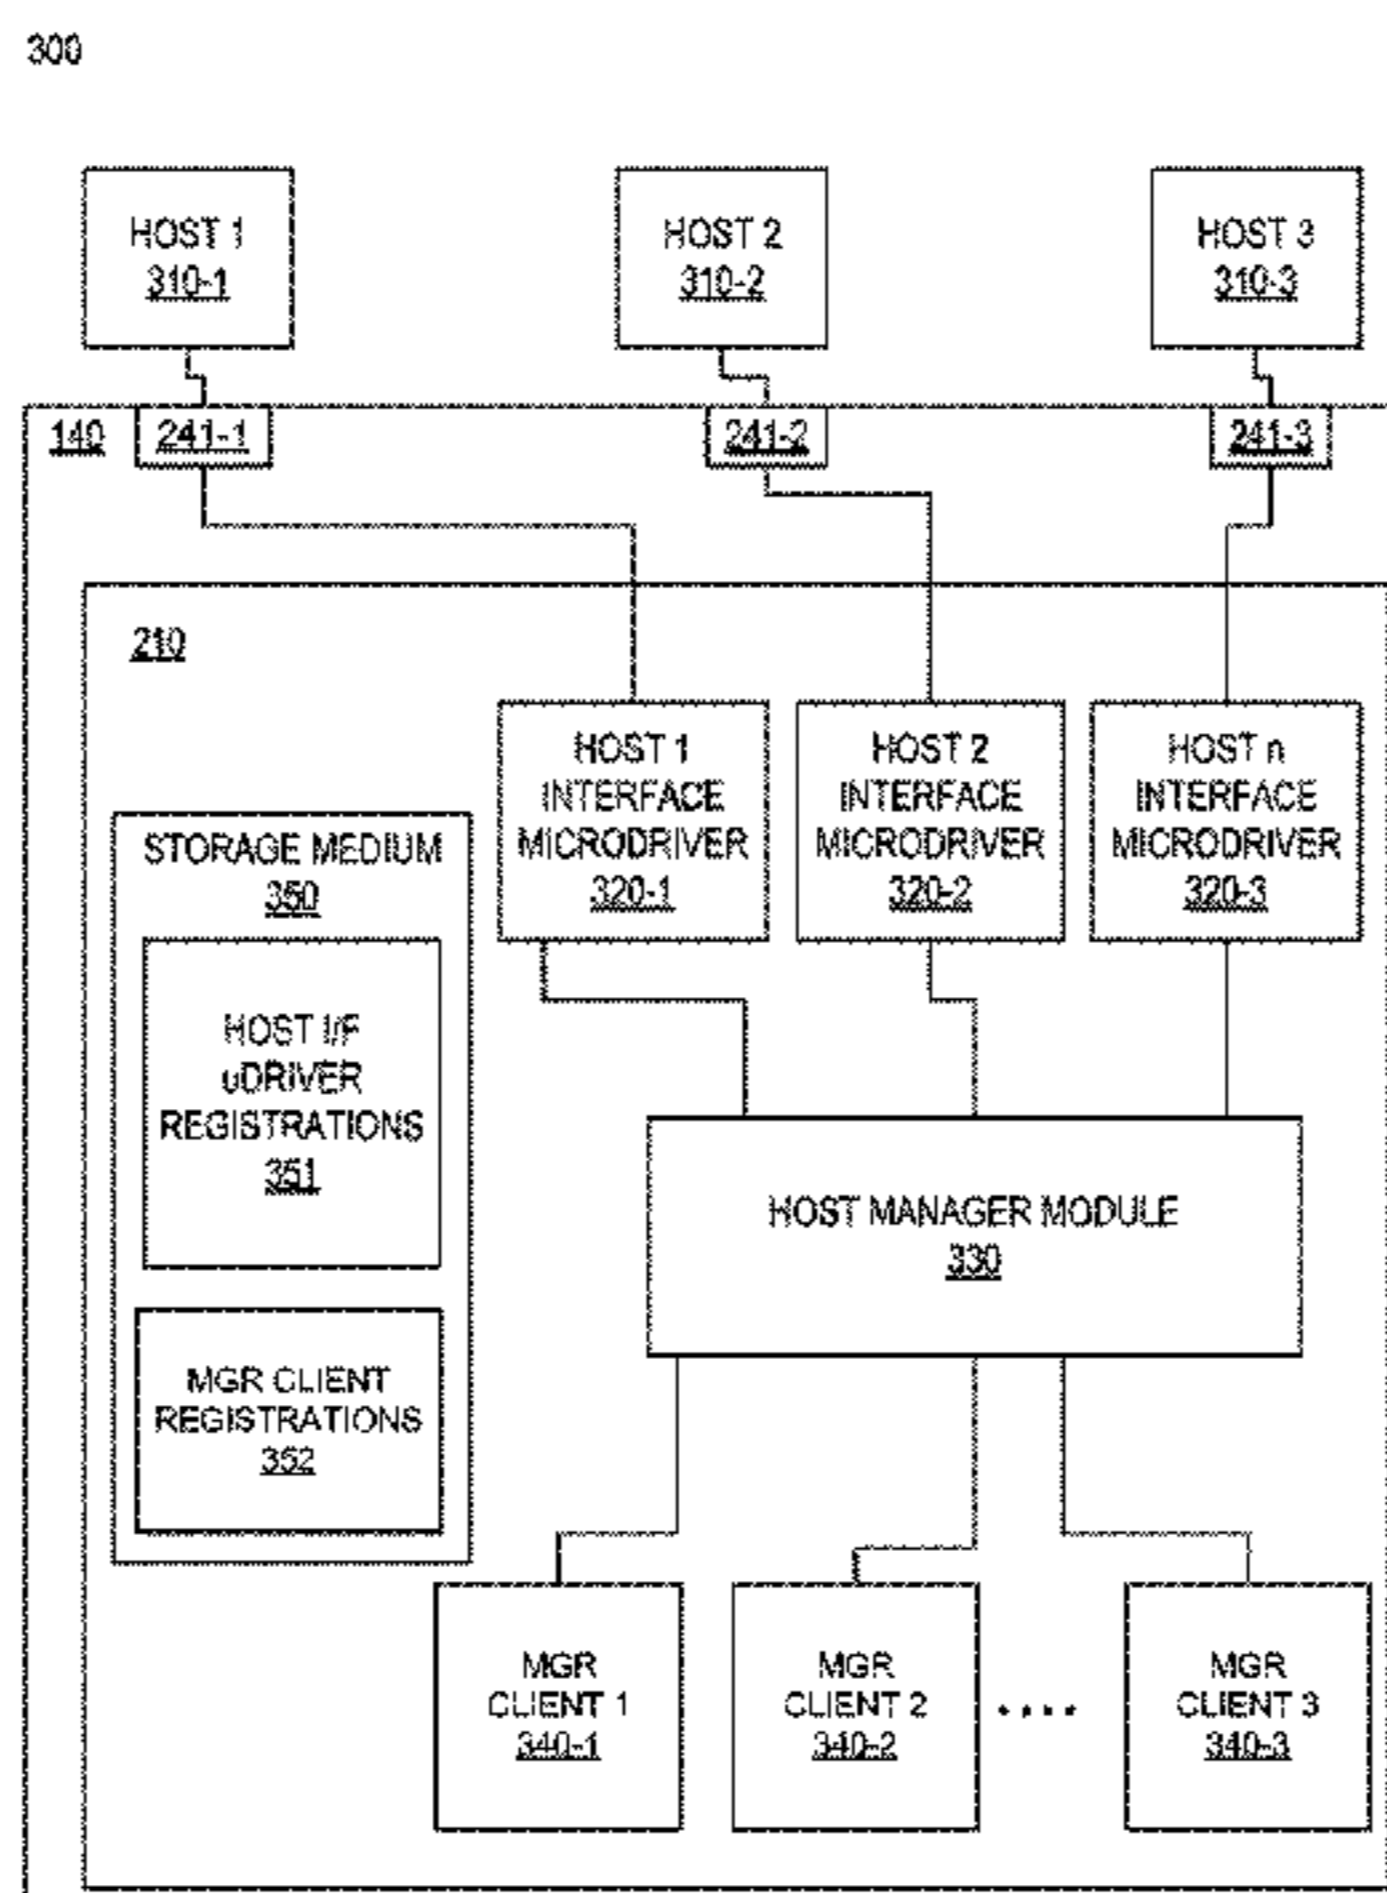 300
HOST 1
310-1
HOST 2
310-2
HOST 3
310-3
140
241-1
241-2
241-3
210
HOST 1
INTERFACE
MICRODRIVER
320-1
HOST 2
INTERFACE
MICRODRIVER
320-2
HOST n
INTERFACE
MICRODRIVER
320-3
STORAGE MEDIUM
350
HOST I/F
uDRIVER
REGISTRATIONS
351
MGR CLIENT
REGISTRATIONS
352
HOST MANAGER MODULE
330
MGR
CLIENT 1
340-1
MGR
CLIENT 2
340-2
....
MGR
CLIENT 3
340-3